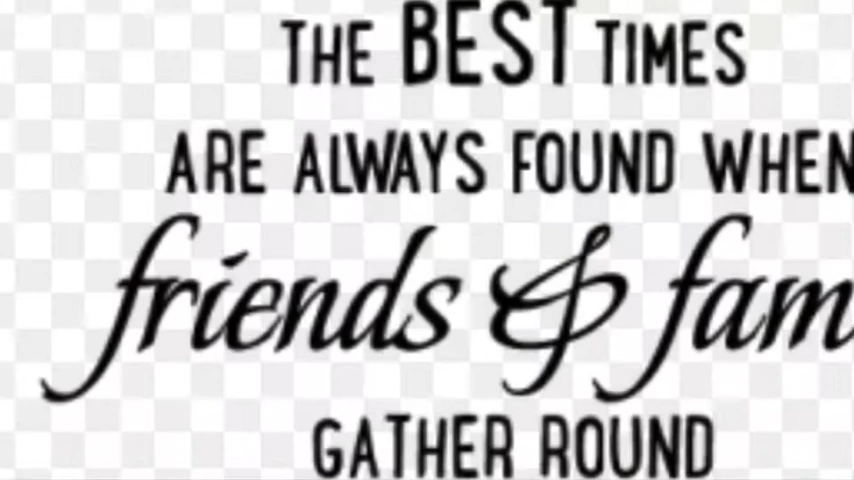 THE BEST TIMES
ARE ALWAYS FOUND WHEN
friends & fam
GATHER ROUND